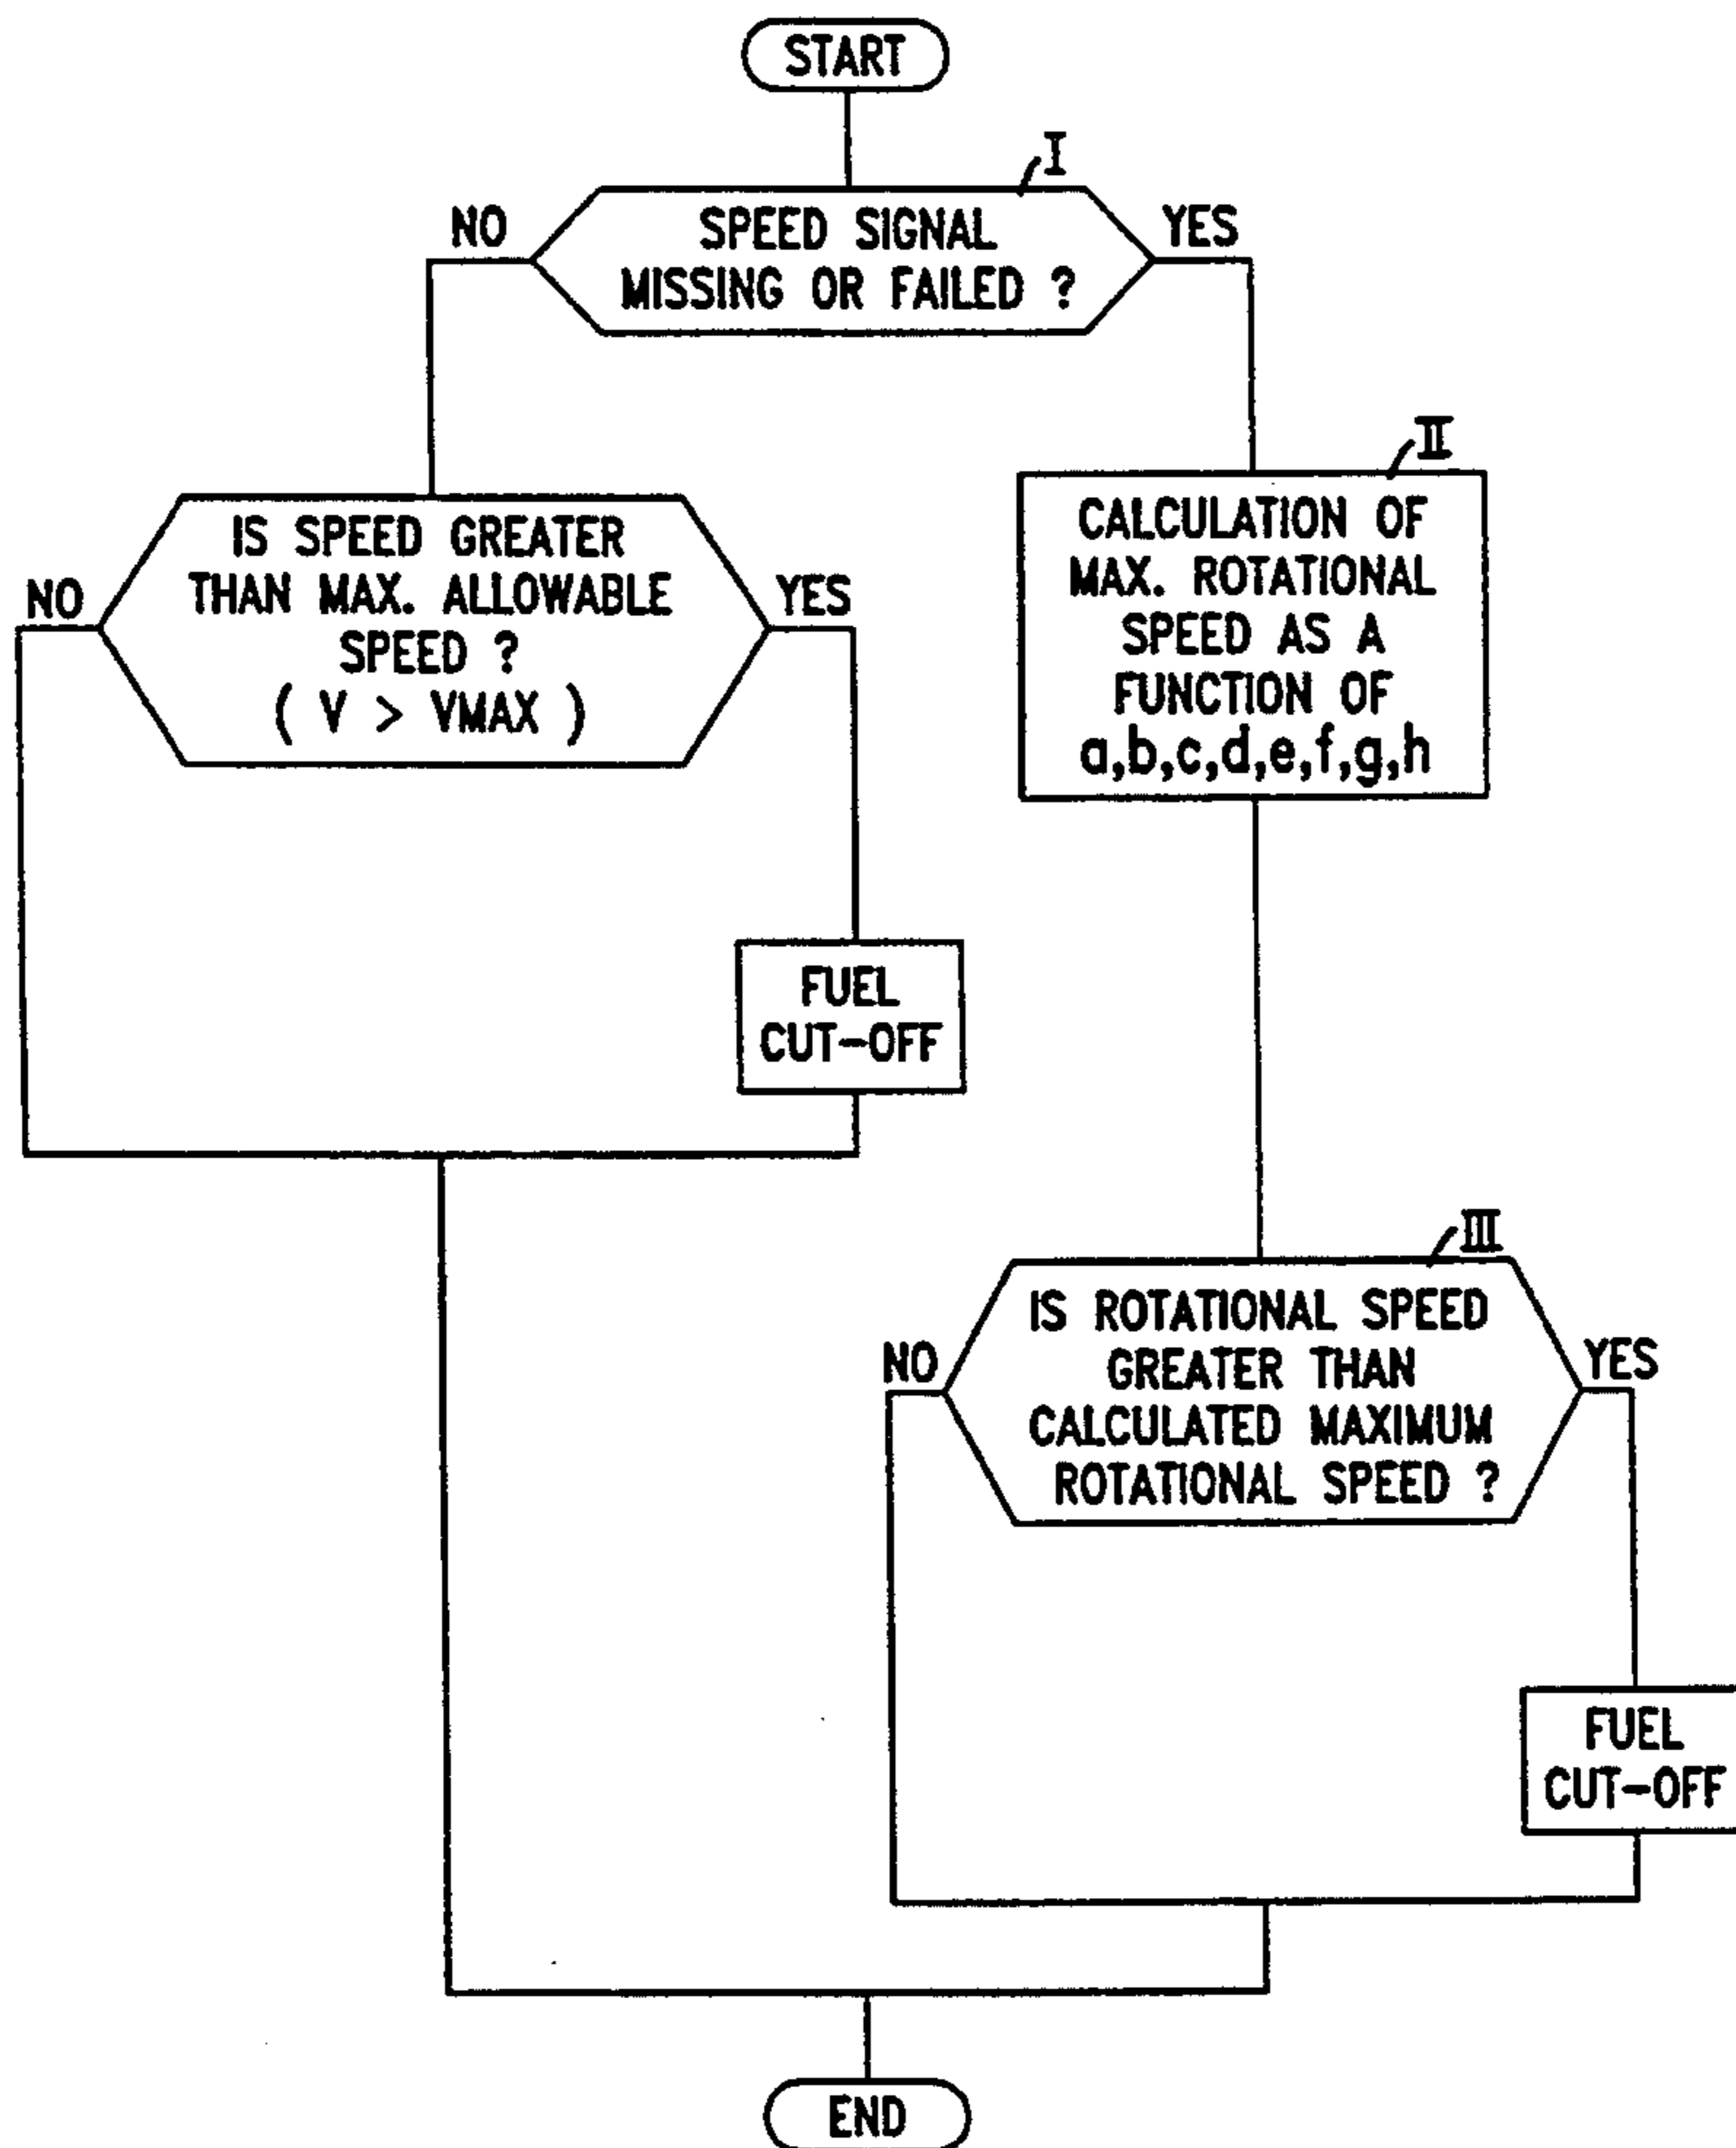 START
I
NO
SPEED SIGNAL
MISSING OR FAILED ?
YES
II
IS SPEED GREATER
THAN MAX. ALLOWABLE
SPEED ?
( V > VMAX )
NO
YES
CALCULATION OF
MAX. ROTATIONAL
SPEED AS A
FUNCTION OF
a,b,c,d,e,f,g,h
FUEL
CUT-OFF
III
NO
IS ROTATIONAL SPEED
GREATER THAN
CALCULATED MAXIMUM
ROTATIONAL SPEED ?
YES
FUEL
CUT-OFF
END